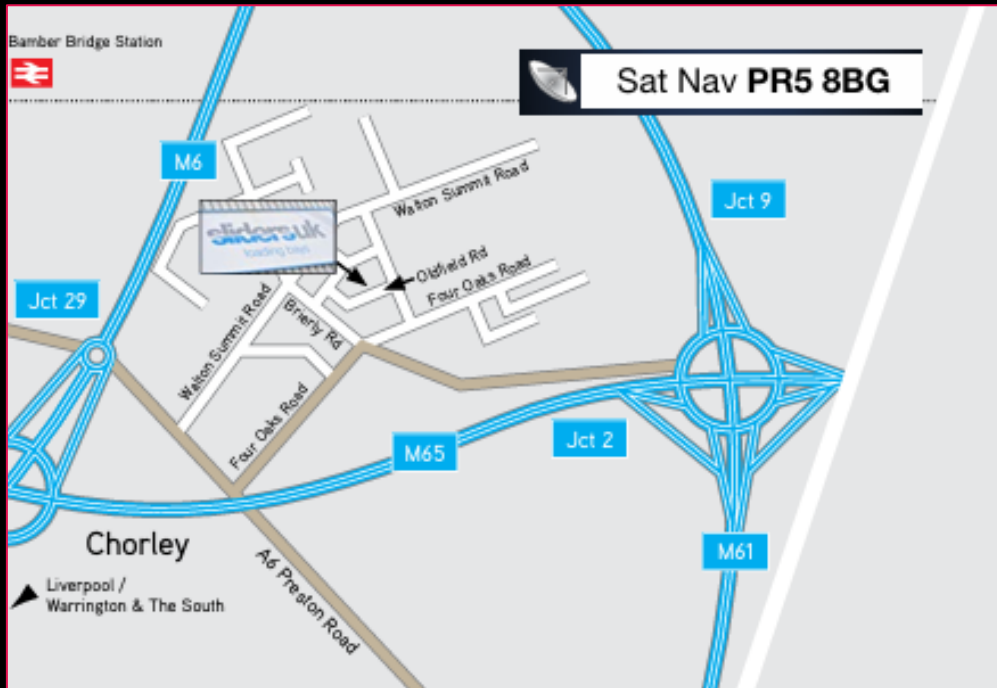 Bamber Bridge Station
Sat Nav PR5 8BG
M6
Walton Summit Road
Jct 9
slidersuk
loading bays
Oldfield Rd
Four Oaks Road
Jct 29
Walton Summit Road
Brierly Rd
Four Oaks Road
M65
Jct 2
Chorley
M61
A6 Preston Road
Liverpool /
Warrington & The South